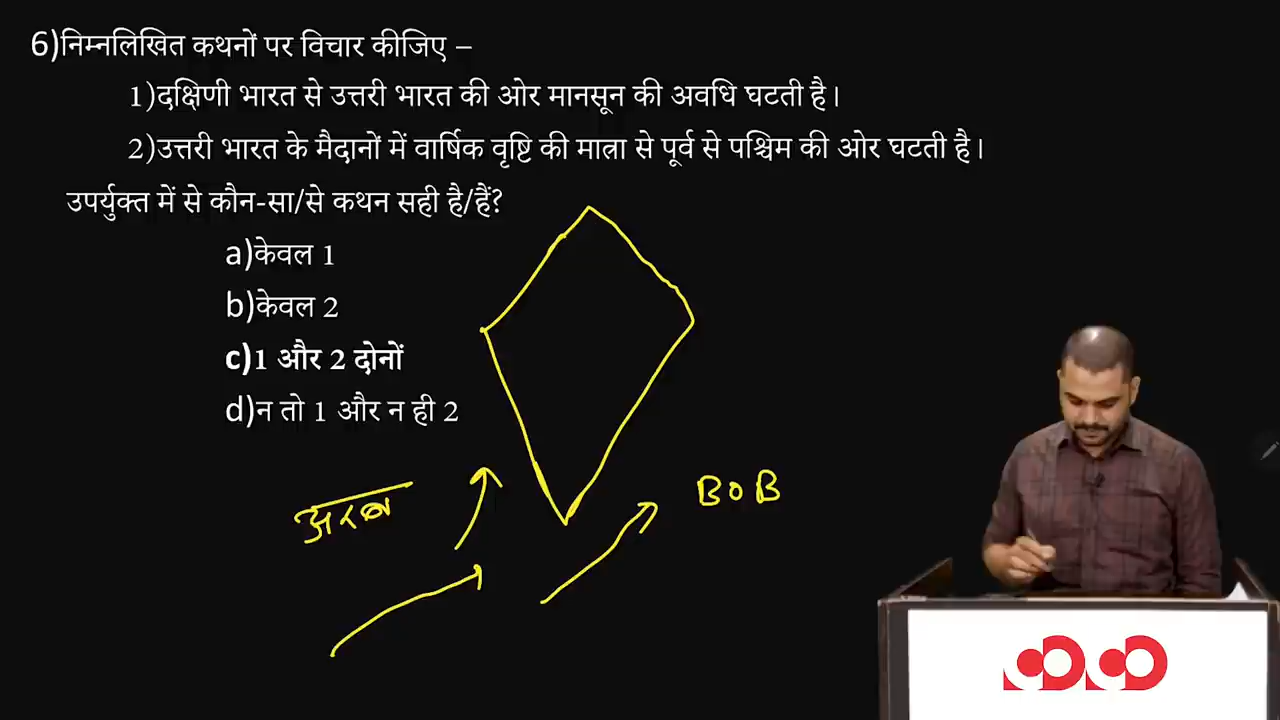 6)निम्नलिखित कथनों पर विचार कीजिए –
1)दक्षिणी भारत से उत्तरी भारत की ओर मानसून की अवधि घटती है।
2)उत्तरी भारत के मैदानों में वार्षिक वृष्टि की मात्रा से पूर्व से पश्चिम की ओर घटती है।
उपर्युक्त में से कौन-सा/से कथन सही है/हैं?
a)केवल 1
b)केवल 2
c)1 और 2 दोनों
d)न तो 1 और न ही 2
अरब
BOB